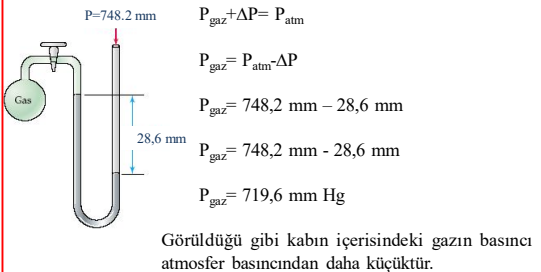 P=748.2 mm
Gas
28,6 mm
P_gaz+ΔP= P_atm
P_gaz= P_atm-ΔP
P_gaz= 748,2 mm – 28,6 mm
P_gaz= 748,2 mm - 28,6 mm
P_gaz= 719,6 mm Hg
Görüldüğü gibi kabın içerisindeki gazın basıncı
atmosfer basıncından daha küçüktür.